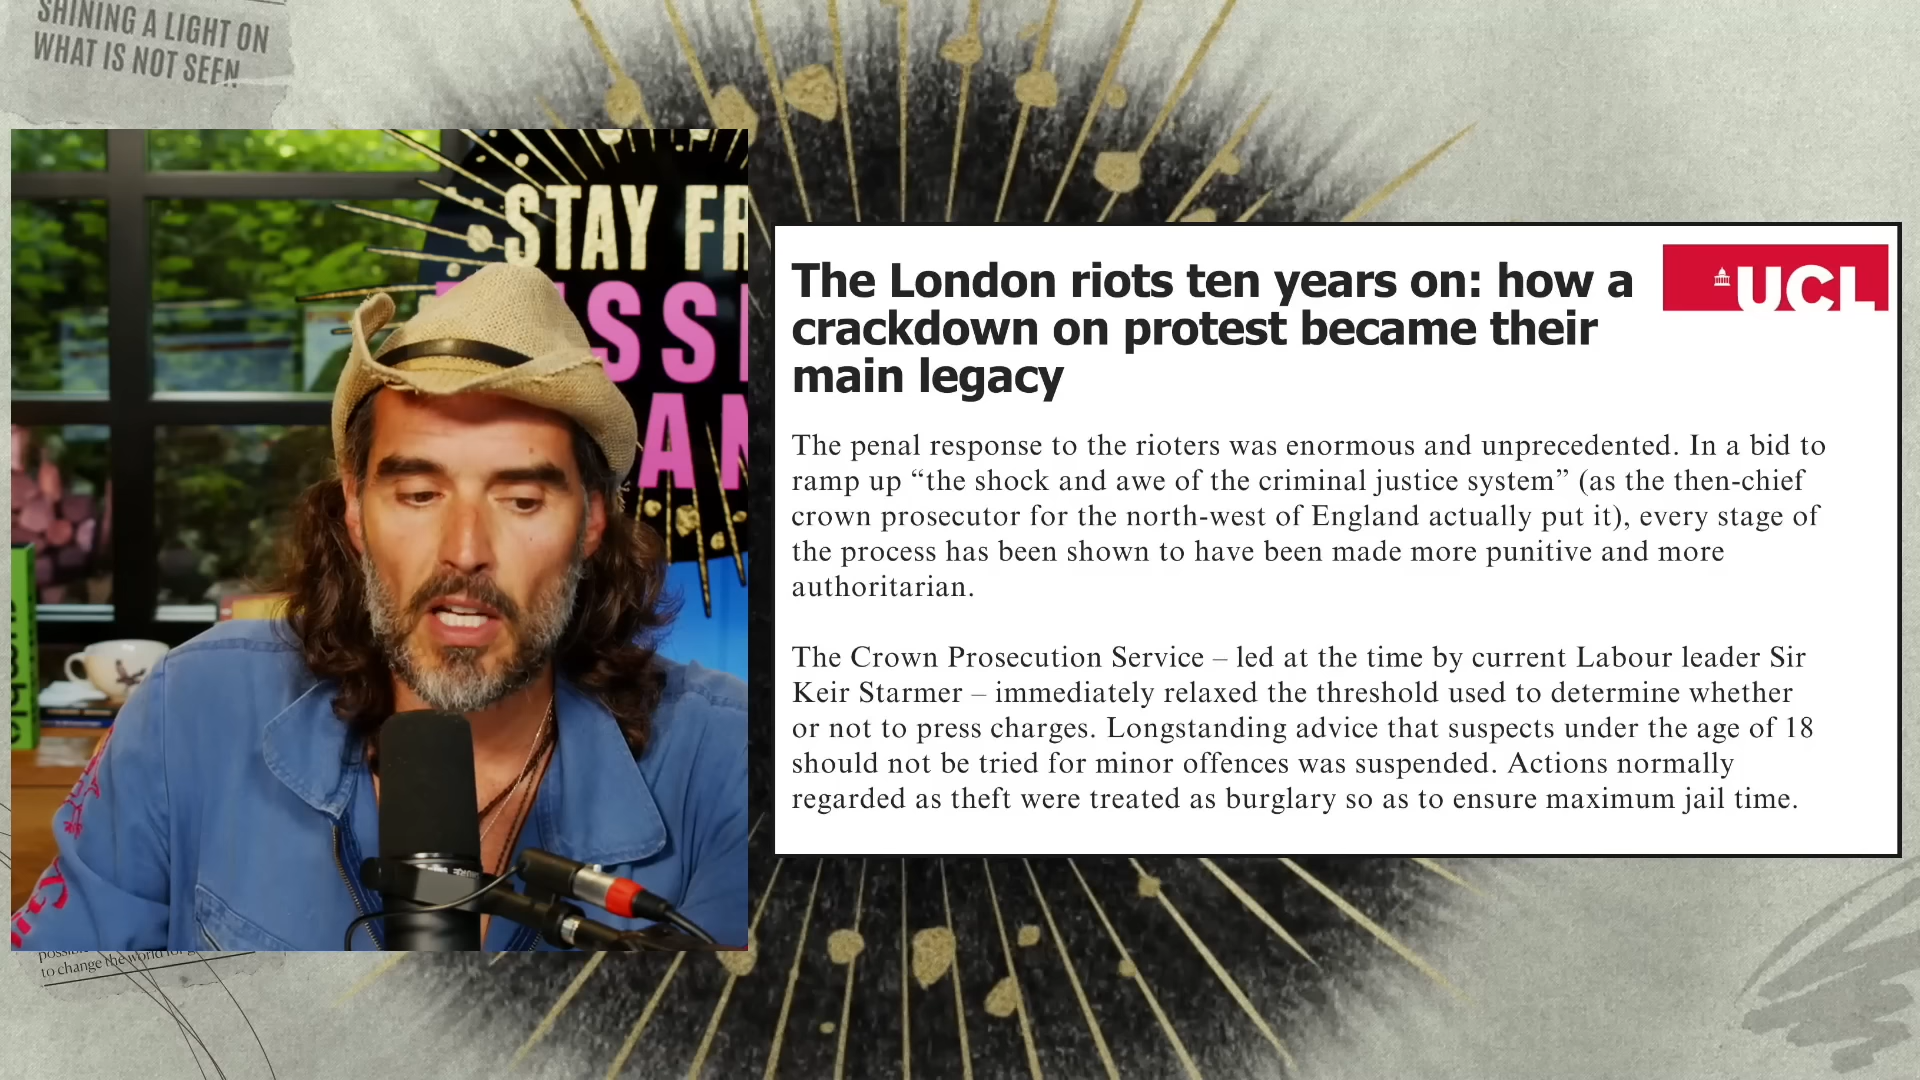 SHINING A LIGHT ON
WHAT IS NOT SEEN
STAY FR
SS
AN
The London riots ten years on: how a
crackdown on protest became their
main legacy
UCL
The penal response to the rioters was enormous and unprecedented. In a bid to
ramp up “the shock and awe of the criminal justice system” (as the then-chief
crown prosecutor for the north-west of England actually put it), every stage of
the process has been shown to have been made more punitive and more
authoritarian.
The Crown Prosecution Service – led at the time by current Labour leader Sir
Keir Starmer – immediately relaxed the threshold used to determine whether
or not to press charges. Longstanding advice that suspects under the age of 18
should not be tried for minor offences was suspended. Actions normally
regarded as theft were treated as burglary so as to ensure maximum jail time.
to change the world for